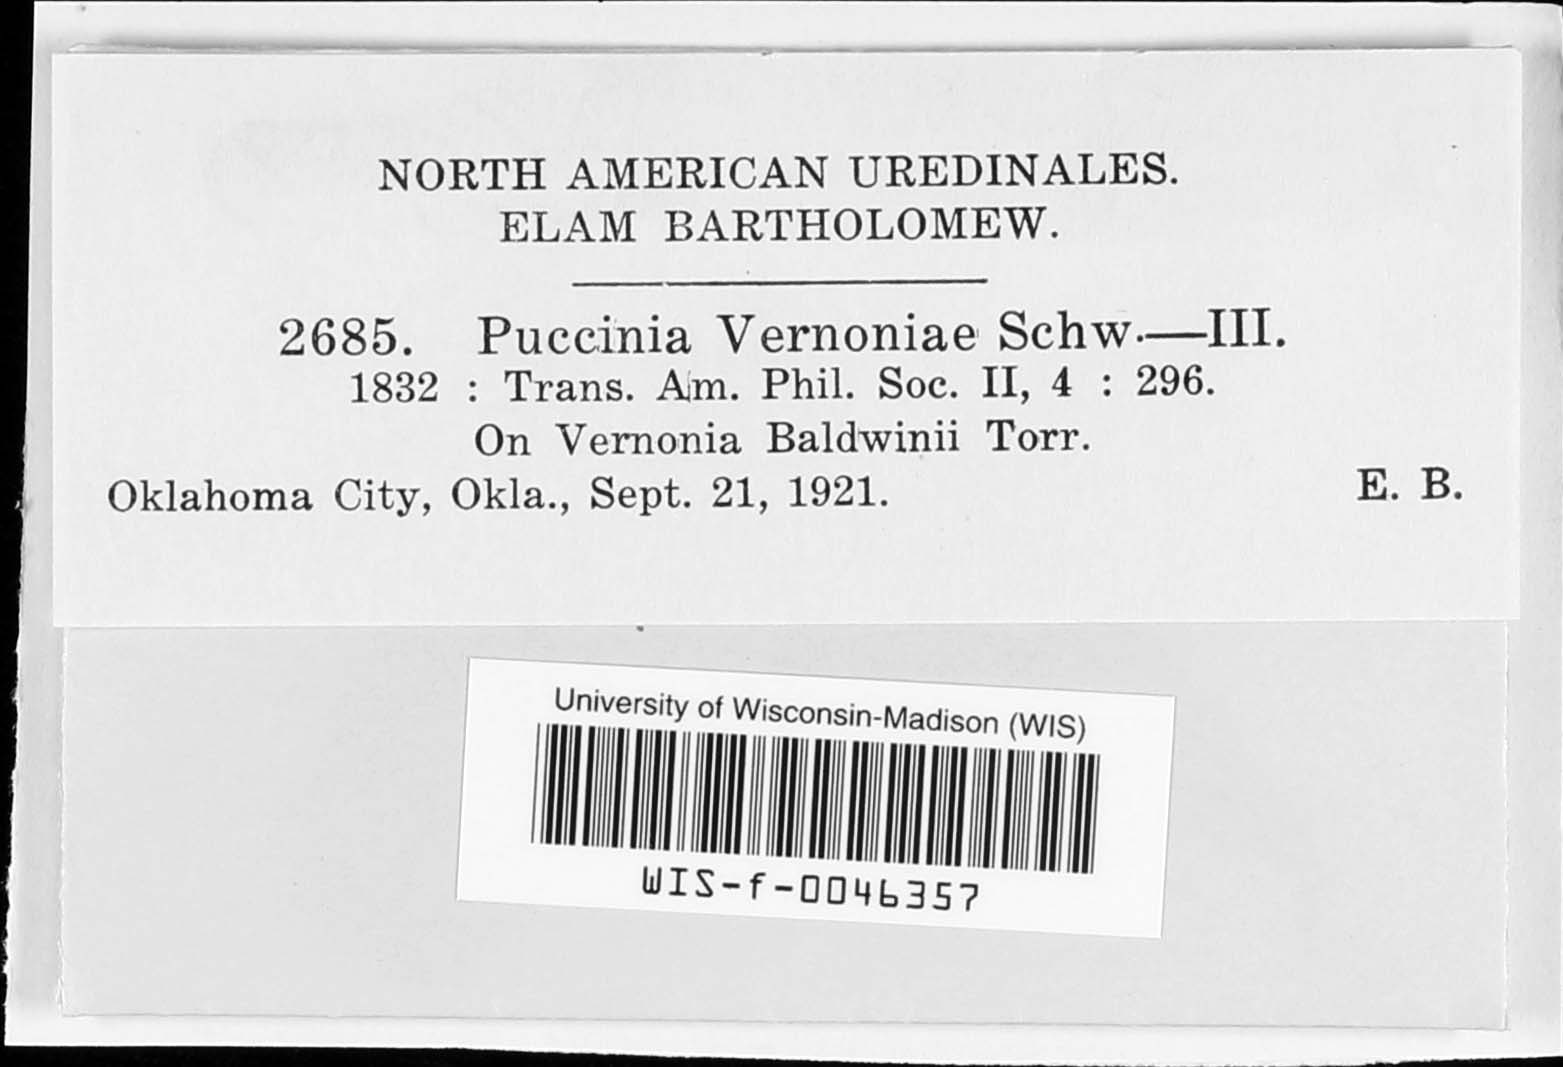 NORTH AMERICAN UREDINALES.
ELAM BARTHOLOMEW.
2685. Puccinia Vernoniae Schw.—III.
1832 : Trans. Am. Phil. Soc. II, 4 : 296.
On Vernonia Baldwinii Torr.
Oklahoma City, Okla., Sept. 21, 1921. E. B.
University of Wisconsin-Madison (WIS)
WIS-f-0046357